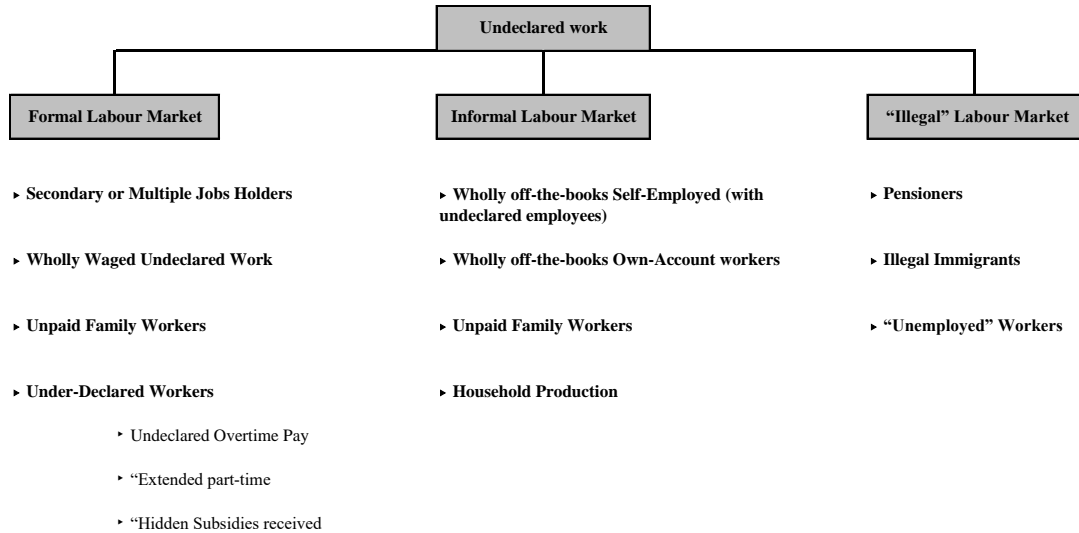 Undeclared work
Formal Labour Market
Informal Labour Market
“Illegal” Labour Market
▸ Secondary or Multiple Jobs Holders
▸ Wholly Waged Undeclared Work
▸ Unpaid Family Workers
▸ Under-Declared Workers
▸ Undeclared Overtime Pay
▸ “Extended part-time
▸ “Hidden Subsidies received
▸ Wholly off-the-books Self-Employed (with
undeclared employees)
▸ Wholly off-the-books Own-Account workers
▸ Unpaid Family Workers
▸ Household Production
▸ Pensioners
▸ Illegal Immigrants
▸ “Unemployed” Workers